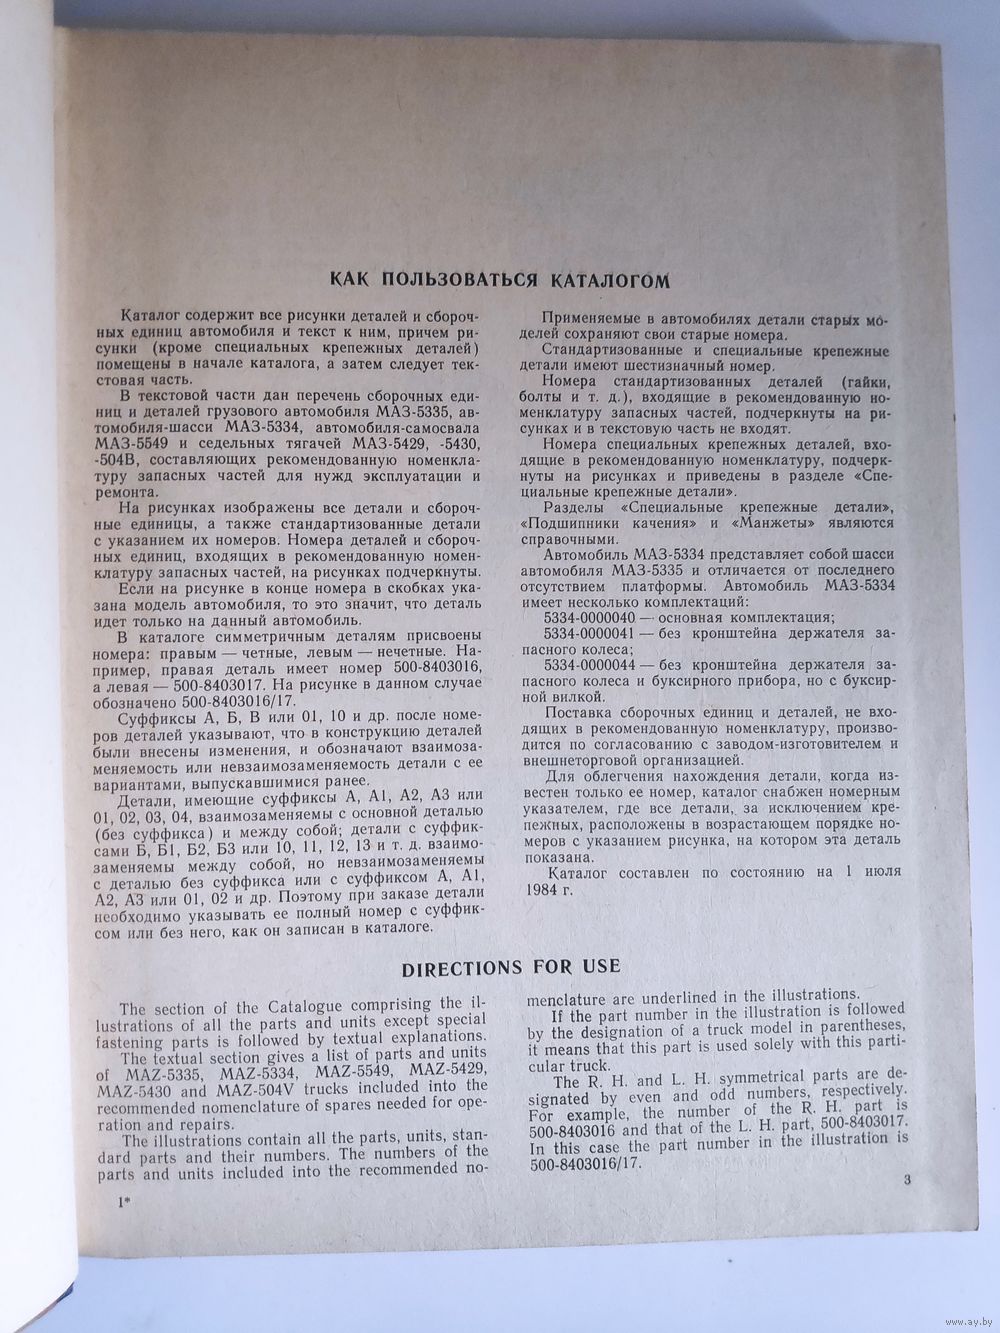 КАК ПОЛЬЗОВАТЬСЯ КАТАЛОГОМ
Каталог содержит все рисунки деталей и сбороч-
ных единиц автомобиля и текст к ним, причем ри-
сунки (кроме специальных крепежных деталей)
помещены в начале каталога, а затем следует тек-
стовая часть.
В текстовой части дан перечень сборочных еди-
ниц и деталей грузового автомобиля МАЗ-5335, ав-
томобиля-шасси МАЗ-5334, автомобиля-самосвала
МАЗ-5549 и седельных тягачей МАЗ-5429, -5430,
-504В, составляющих рекомендованную номенкла-
туру запасных частей для нужд эксплуатации и
ремонта.
На рисунках изображены все детали и сбороч-
ные единицы, а также стандартизованные детали
с указанием их номеров. Номера деталей и сбороч-
ных единиц, входящих в рекомендованную номен-
клатуру запасных частей, на рисунках подчеркнуты.
Если на рисунке в конце номера в скобках ука-
зана модель автомобиля, то это значит, что деталь
идет только на данный автомобиль.
В каталоге симметричным деталям присвоены
номера: правым — четные, левым — нечетные. На-
пример, правая деталь имеет номер 500-8403016,
а левая — 500-8403017. На рисунке в данном случае
обозначено 500-8403016/17.
Суффиксы А, Б, В или 01, 10 и др. после номе-
ров деталей указывают, что в конструкцию деталей
были внесены изменения, и обозначают взаимоза-
меняемость или невзаимозаменяемость детали с ее
вариантами, выпускавшимися ранее.
Детали, имеющие суффиксы А, А1, А2, А3 или
01, 02, 03, 04, взаимозаменяемы с основной деталью
(без суффикса) и между собой; детали с суффик-
сами Б, Б1, Б2, Б3 или 10, 11, 12, 13 и т. д. взаимо-
заменяемы между собой, но невзаимозаменяемы
с деталью без суффикса или с суффиксом А, А1,
А2, А3 или 01, 02 и др. Поэтому при заказе детали
необходимо указывать ее полный номер с суффик-
сом или без него, как он записан в каталоге.
Применяемые в автомобилях детали старых мо-
делей сохраняют свои старые номера.
Стандартизованные и специальные крепежные
детали имеют шестизначный номер.
Номера стандартизованных деталей (гайки,
болты и т. д.), входящие в рекомендованную но-
менклатуру запасных частей, подчеркнуты на ри-
сунках и в текстовую часть не входят.
Номера специальных крепежных деталей, вхо-
дящие в рекомендованную номенклатуру, подчерк-
нуты на рисунках и приведены в разделе «Спе-
циальные крепежные детали».
Разделы «Специальные крепежные детали»,
«Подшипники качения» и «Манжеты» являются
справочными.
Автомобиль МАЗ-5334 представляет собой шасси
автомобиля МАЗ-5335 и отличается от последнего
отсутствием платформы. Автомобиль МАЗ-5334
имеет несколько комплектаций:
5334-0000040 — основная комплектация;
5334-0000041 — без кронштейна держателя за-
пасного колеса;
5334-0000044 — без кронштейна держателя за-
пасного колеса и буксирного прибора, но с буксир-
ной вилкой.
Поставка сборочных единиц и деталей, не вхо-
дящих в рекомендованную номенклатуру, произво-
дится по согласованию с заводом-изготовителем и
внешнеторговой организацией.
Для облегчения нахождения детали, когда из-
вестен только ее номер, каталог снабжен номерным
указателем, где все детали, за исключением кре-
пежных, расположены в возрастающем порядке но-
меров с указанием рисунка, на котором эта деталь
показана.
Каталог составлен по состоянию на 1 июля
1984 г.
DIRECTIONS FOR USE
The section of the Catalogue comprising the il-
lustrations of all the parts and units except special
fastening parts is followed by textual explanations.
The textual section gives a list of parts and units
of MAZ-5335, MAZ-5334, MAZ-5549, MAZ-5429,
MAZ-5430 and MAZ-504V trucks included into the
recommended nomenclature of spares needed for ope-
ration and repairs.
The illustrations contain all the parts, units, stan-
dard parts and their numbers. The numbers of the
parts and units included into the recommended no-
menclature are underlined in the illustrations.
If the part number in the illustration is followed
by the designation of a truck model in parentheses,
it means that this part is used solely with this parti-
cular truck.
The R. H. and L. H. symmetrical parts are de-
signated by even and odd numbers, respectively.
For example, the number of the R. H. part is
500-8403016 and that of the L. H. part, 500-8403017.
In this case the part number in the illustration is
500-8403016/17.
1*
3
www.ay.by